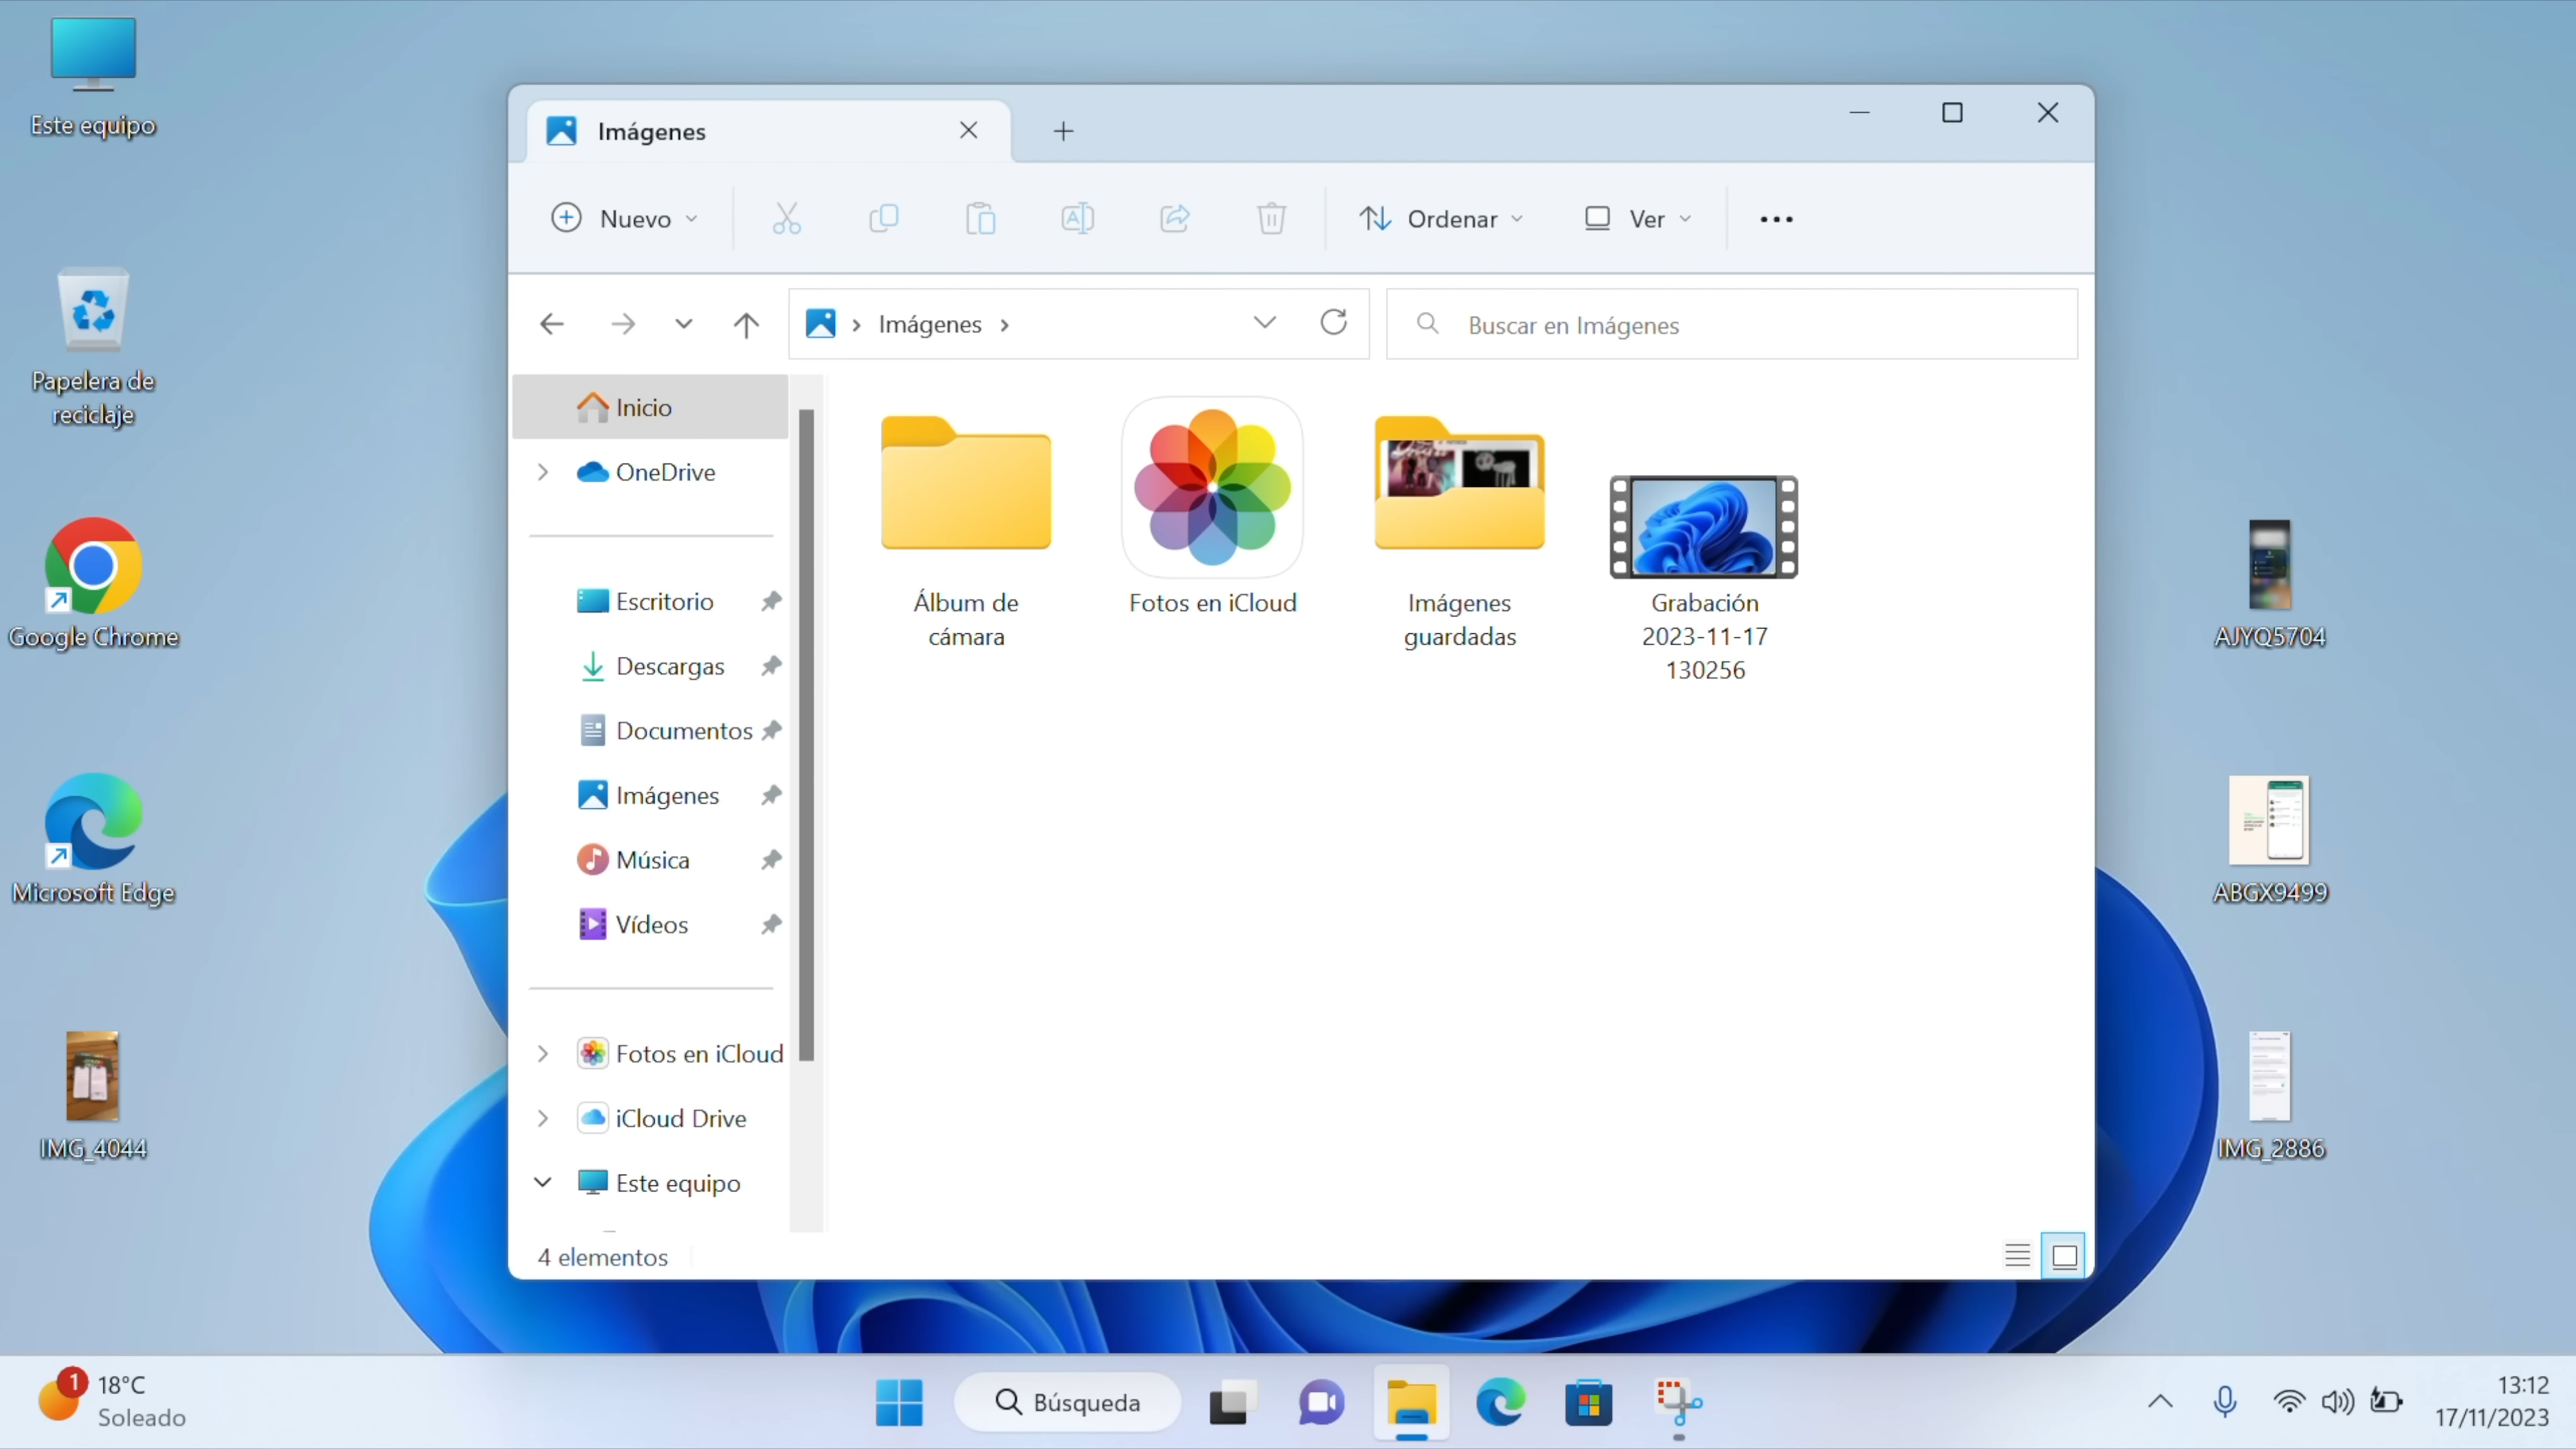 Este equipo
Papelera de
reciclaje
Google Chrome
Microsoft Edge
IMG_4044
Imágenes
Nuevo
Ordenar
Ver
Imágenes
Buscar en Imágenes
Inicio
OneDrive
Escritorio
Descargas
Documentos
Imágenes
Música
Vídeos
Fotos en iCloud
iCloud Drive
Este equipo
Álbum de
cámara
Fotos en iCloud
Imágenes
guardadas
Grabación
2023-11-17
130256
4 elementos
AJYQ5704
ABGX9499
IMG_2886
1
18°C
Soleado
Búsqueda
13:12
17/11/2023